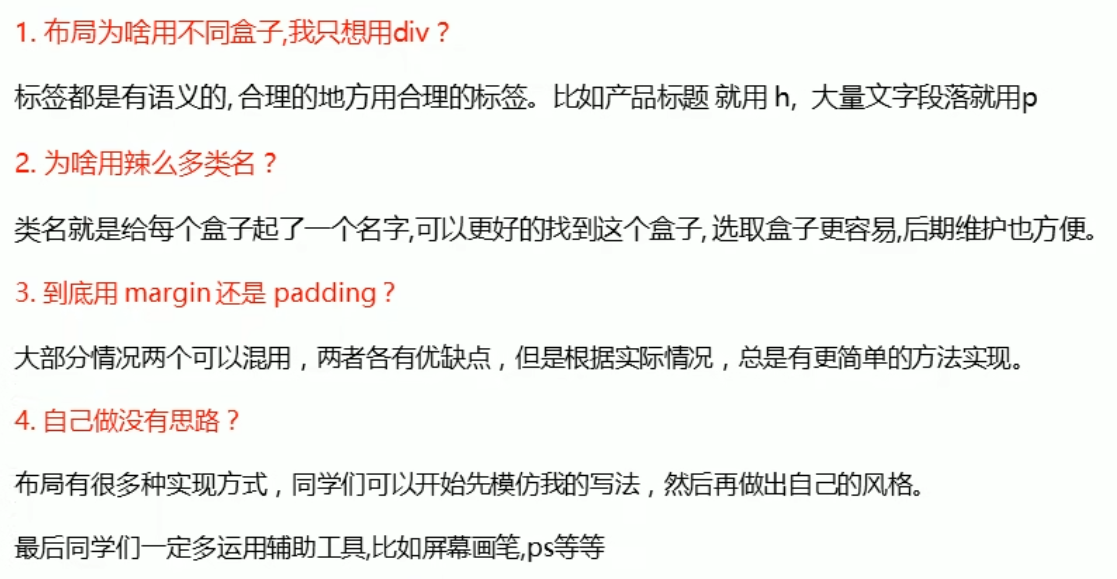 1. 布局为啥用不同盒子,我只想用div？
标签都是有语义的, 合理的地方用合理的标签。比如产品标题 就用 h, 大量文字段落就用p
2. 为啥用辣么多类名？
类名就是给每个盒子起了一个名字,可以更好的找到这个盒子, 选取盒子更容易,后期维护也方便。
3. 到底用 margin 还是 padding？
大部分情况两个可以混用，两者各有优缺点，但是根据实际情况，总是有更简单的方法实现。
4. 自己做没有思路？
布局有很多种实现方式，同学们可以开始先模仿我的写法，然后再做出自己的风格。
最后同学们一定多运用辅助工具,比如屏幕画笔,ps等等